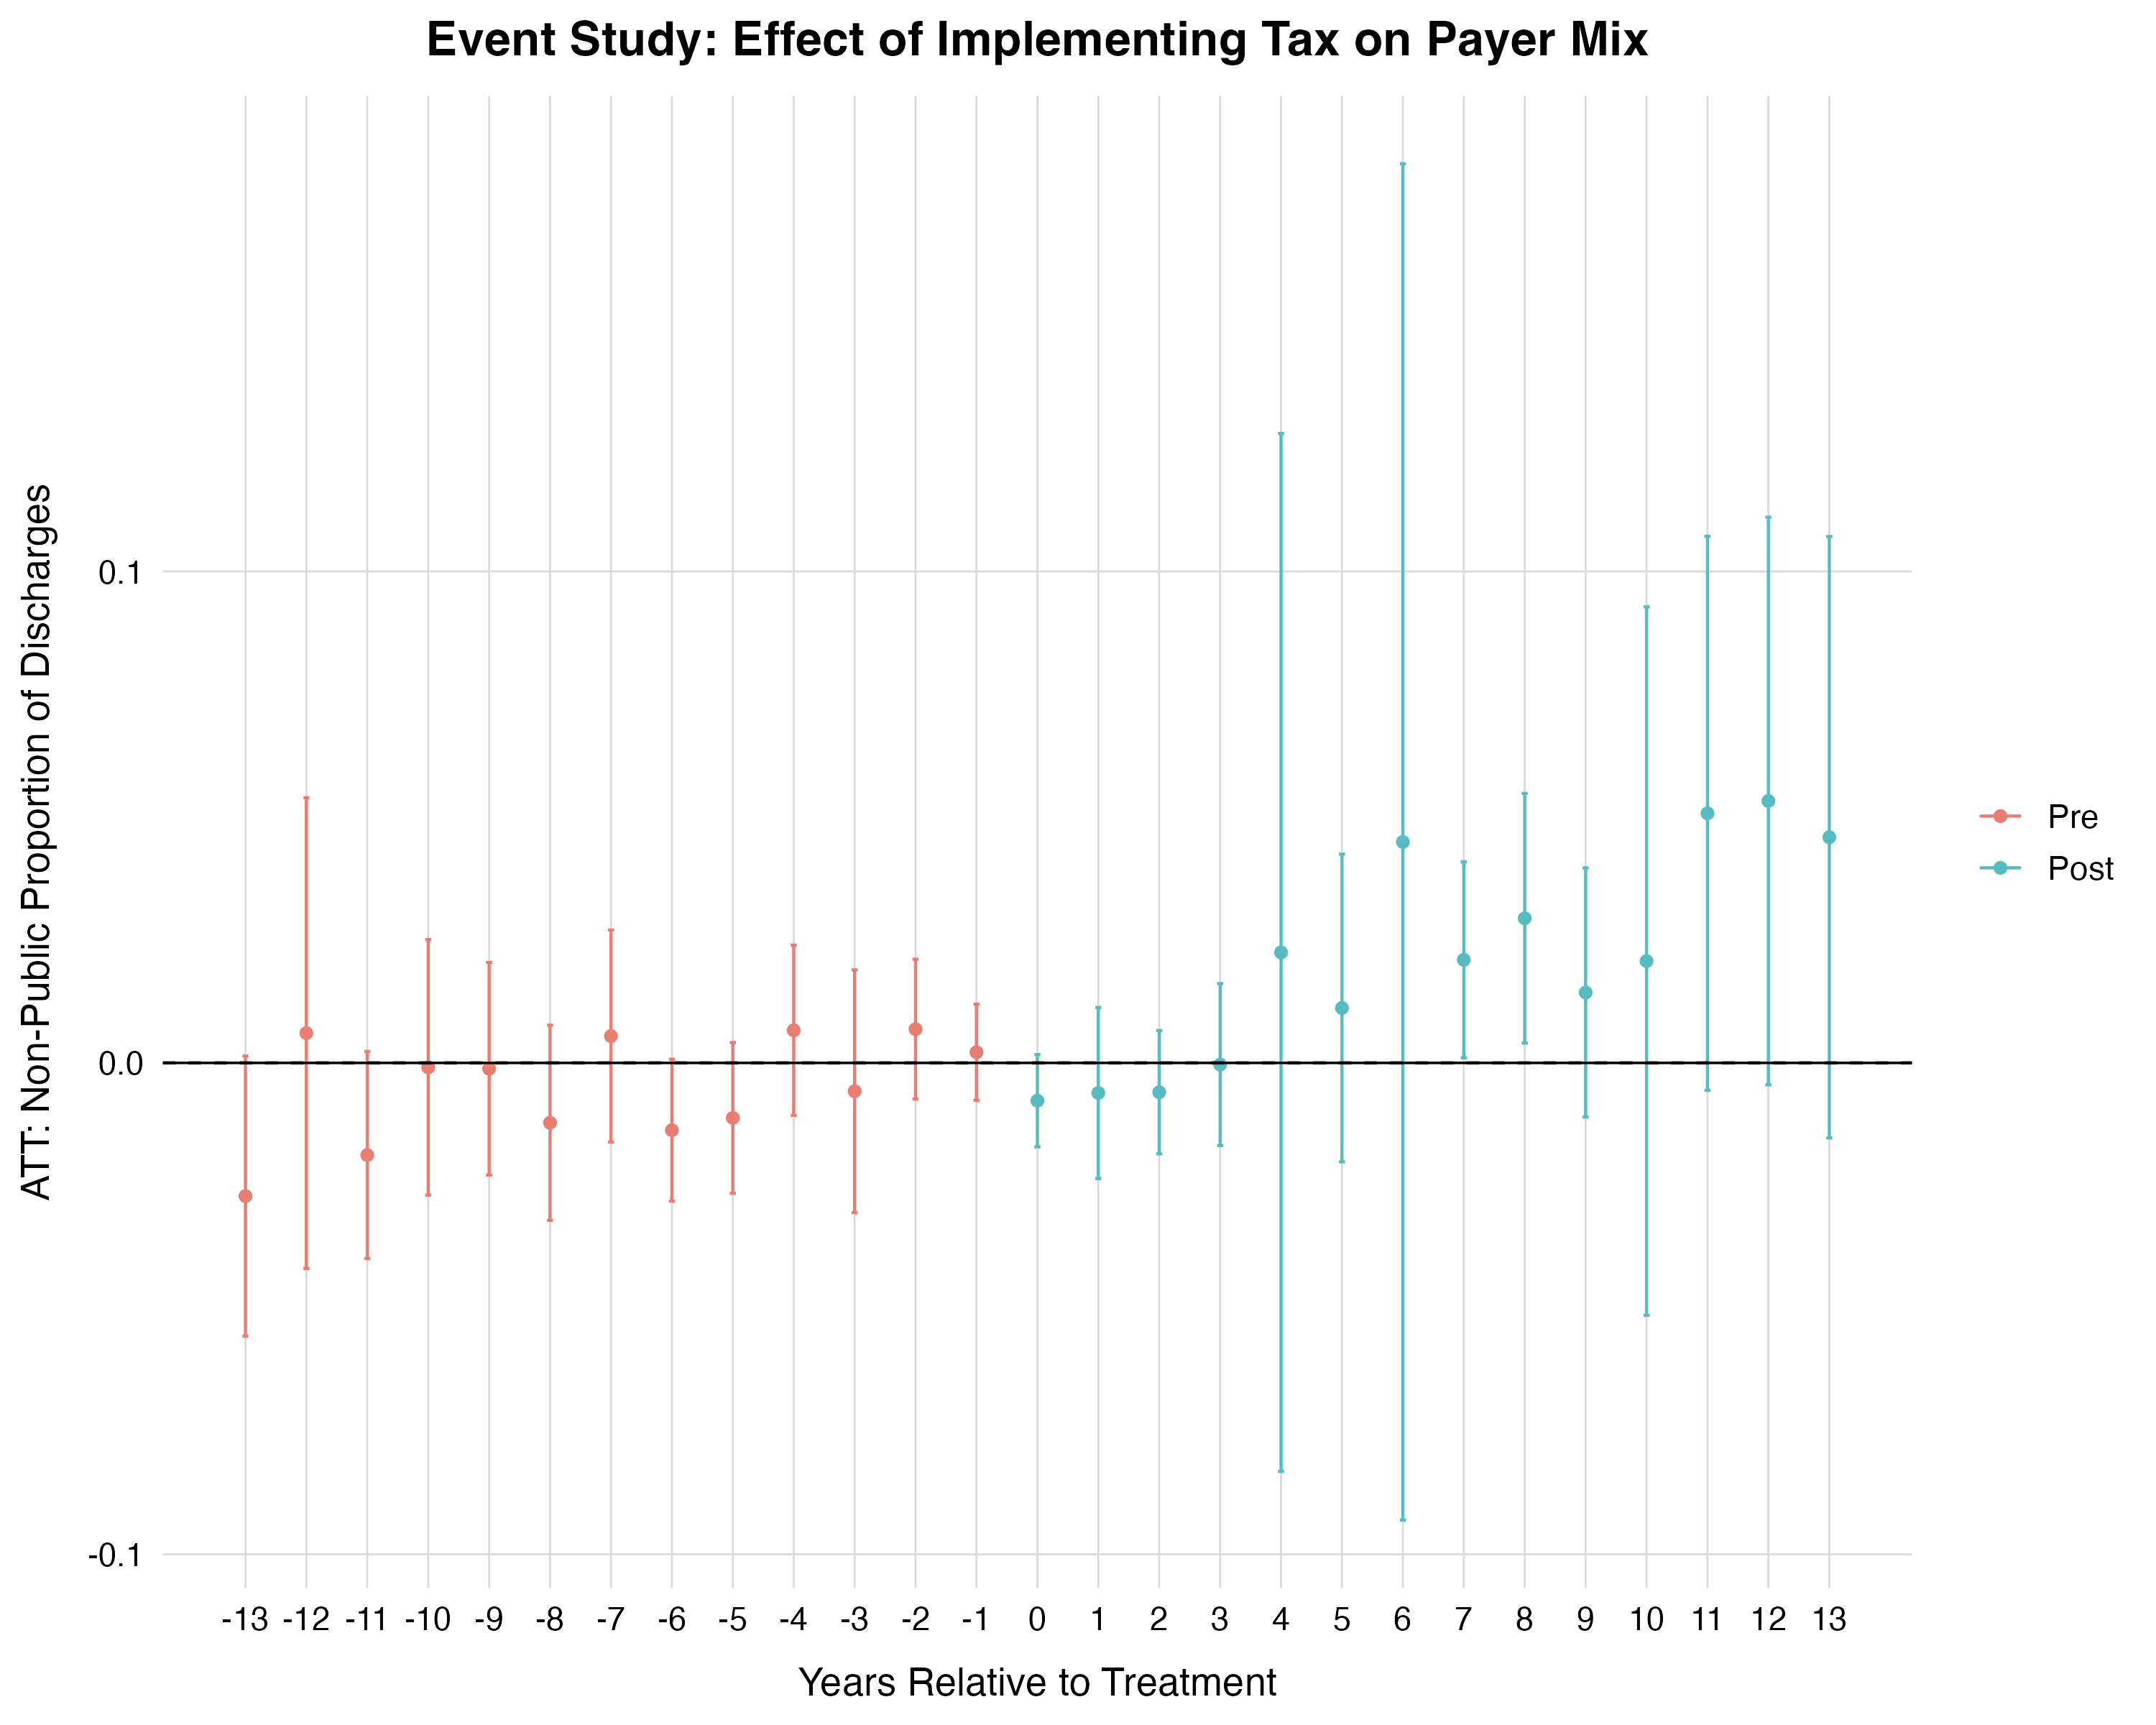 Event Study: Effect of Implementing Tax on Payer Mix
ATT: Non-Public Proportion of Discharges
0.1
0.0
-0.1
-13 -12 -11 -10 -9 -8 -7 -6 -5 -4 -3 -2 -1 0 1 2 3 4 5 6 7 8 9 10 11 12 13
Years Relative to Treatment
Pre
Post